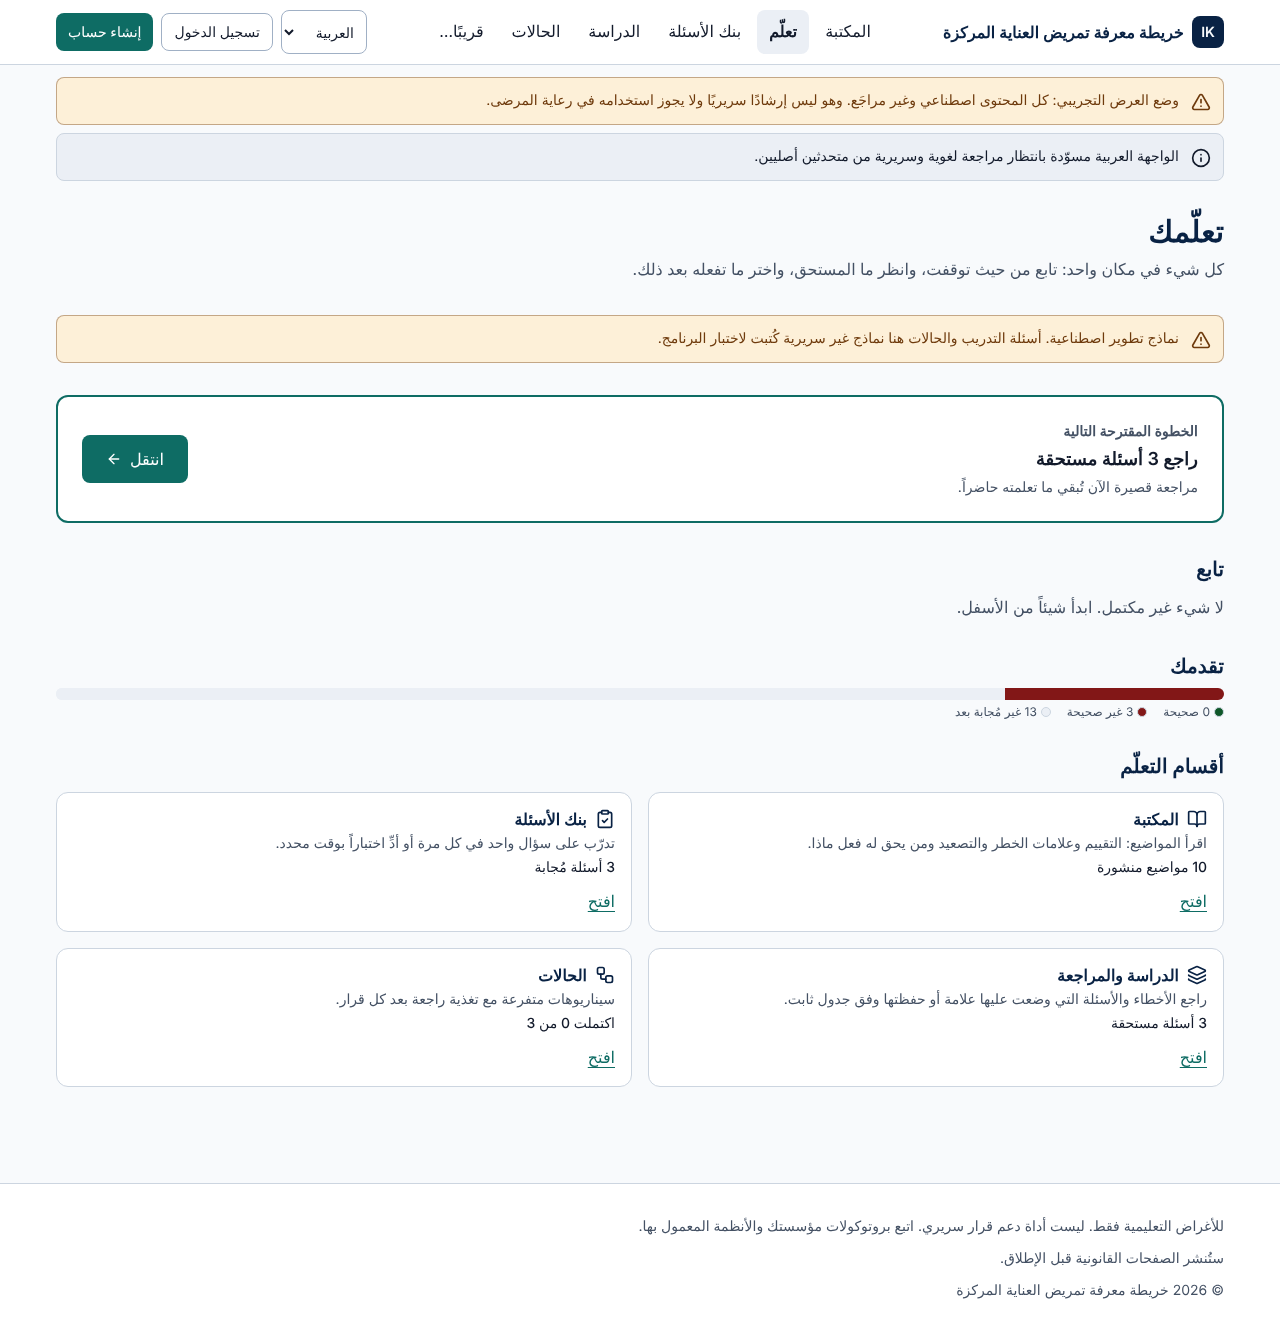 IK
خريطة معرفة تمريض العناية المركزة
المكتبة
تعلّم
بنك الأسئلة
الدراسة
الحالات
قريبًا...
العربية
تسجيل الدخول
إنشاء حساب
وضع العرض التجريبي: كل المحتوى اصطناعي وغير مراجَع. وهو ليس إرشادًا سريريًا ولا يجوز استخدامه في رعاية المرضى.
الواجهة العربية مسوّدة بانتظار مراجعة لغوية وسريرية من متحدثين أصليين.
تعلّمك
كل شيء في مكان واحد: تابع من حيث توقفت، وانظر ما المستحق، واختر ما تفعله بعد ذلك.
نماذج تطوير اصطناعية. أسئلة التدريب والحالات هنا نماذج غير سريرية كُتبت لاختبار البرنامج.
الخطوة المقترحة التالية
راجع 3 أسئلة مستحقة
مراجعة قصيرة الآن تُبقي ما تعلمته حاضراً.
انتقل
تابع
لا شيء غير مكتمل. ابدأ شيئاً من الأسفل.
تقدمك
0 صحيحة
3 غير صحيحة
13 غير مُجابة بعد
أقسام التعلّم
المكتبة
اقرأ المواضيع: التقييم وعلامات الخطر والتصعيد ومن يحق له فعل ماذا.
10 مواضيع منشورة
افتح
بنك الأسئلة
تدرّب على سؤال واحد في كل مرة أو أدِّ اختباراً بوقت محدد.
3 أسئلة مُجابة
افتح
الدراسة والمراجعة
راجع الأخطاء والأسئلة التي وضعت عليها علامة أو حفظتها وفق جدول ثابت.
3 أسئلة مستحقة
افتح
الحالات
سيناريوهات متفرعة مع تغذية راجعة بعد كل قرار.
اكتملت 0 من 3
افتح
للأغراض التعليمية فقط. ليست أداة دعم قرار سريري. اتبع بروتوكولات مؤسستك والأنظمة المعمول بها.
ستُنشر الصفحات القانونية قبل الإطلاق.
© 2026 خريطة معرفة تمريض العناية المركزة